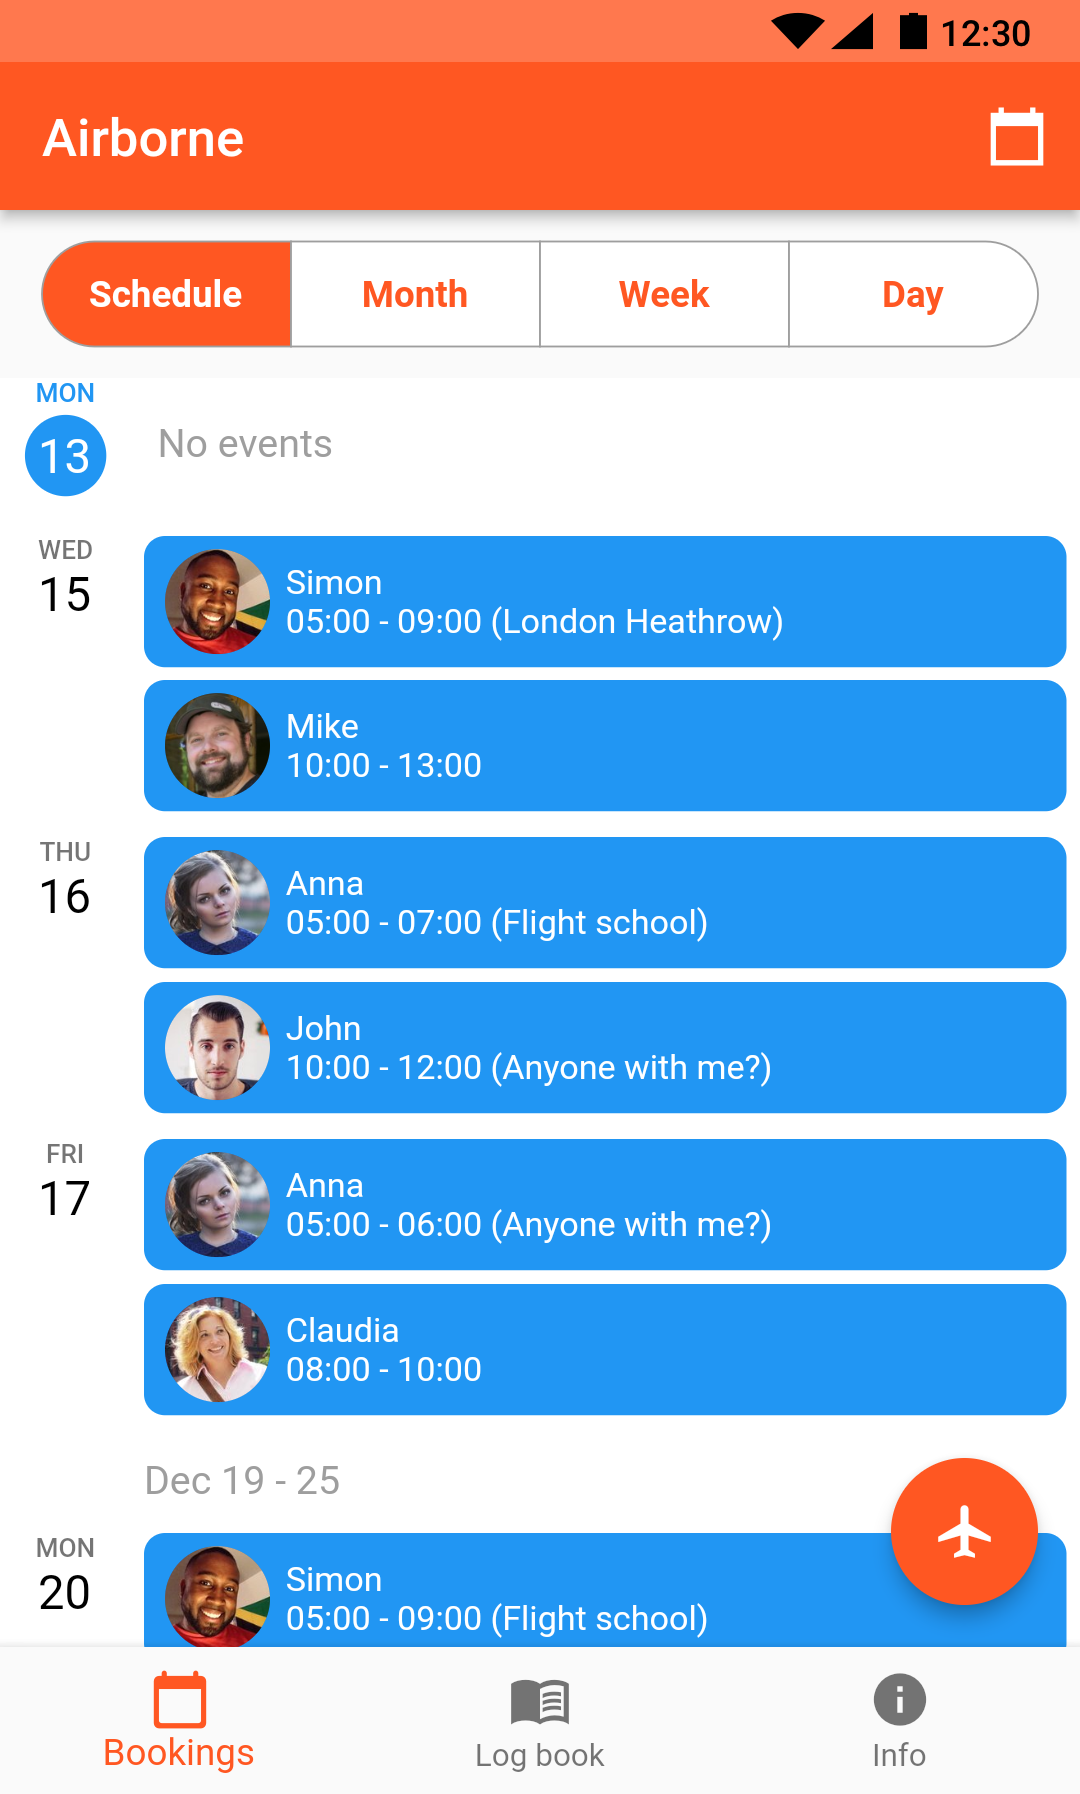 12:30
Airborne
Schedule Month Week Day
MON
13
No events
WED
15
Simon
05:00 - 09:00 (London Heathrow)
Mike
10:00 - 13:00
THU
16
Anna
05:00 - 07:00 (Flight school)
John
10:00 - 12:00 (Anyone with me?)
FRI
17
Anna
05:00 - 06:00 (Anyone with me?)
Claudia
08:00 - 10:00
Dec 19 - 25
MON
20
Simon
05:00 - 09:00 (Flight school)
Bookings Log book Info